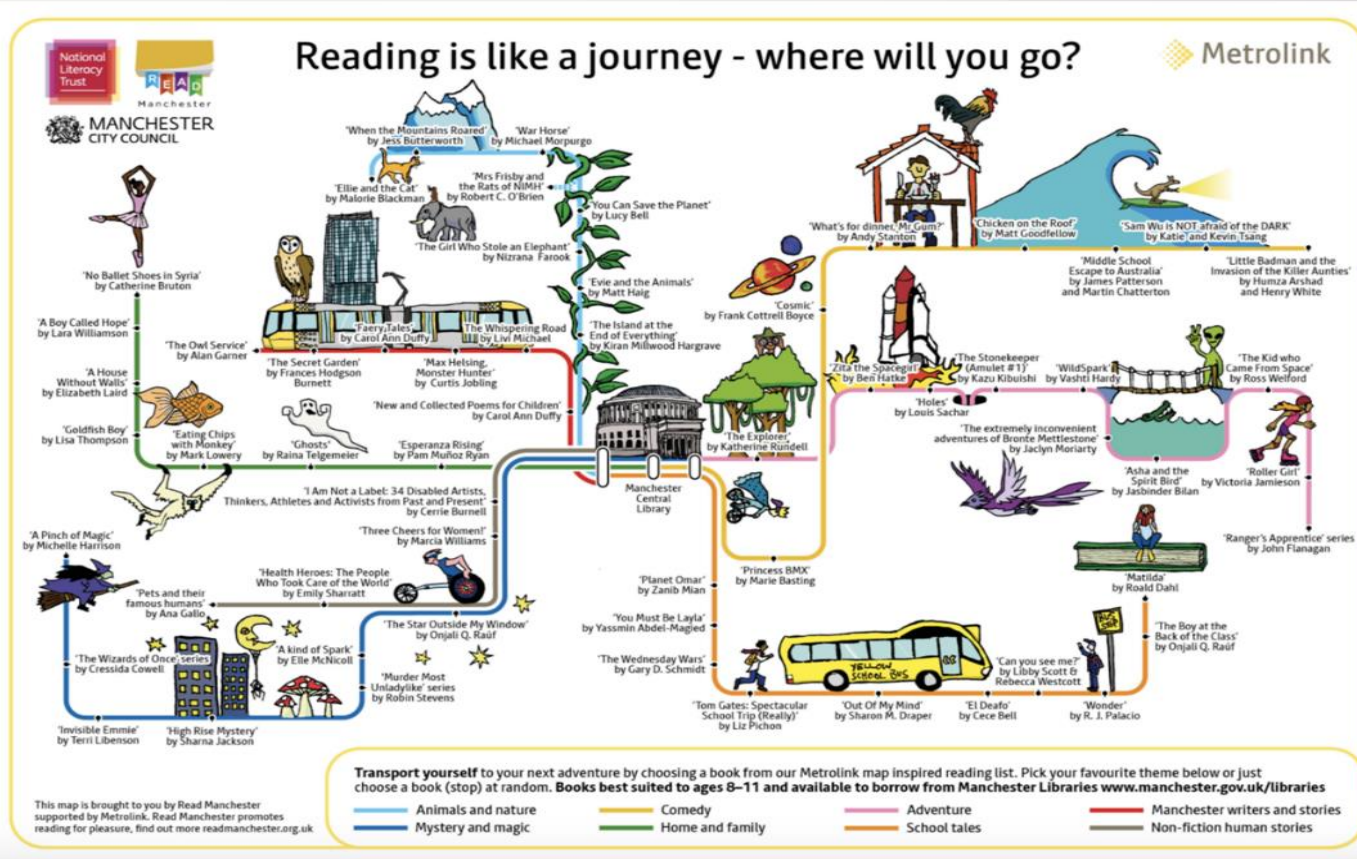 Reading is like a journey - where will you go?
National
Literacy
Trust
READ
Manchester
MANCHESTER
CITY COUNCIL
Metrolink
'When the Mountains Roared'
by Jess Butterworth
'War Horse'
by Michael Morpurgo
'Ellie and the Cat'
by Malorie Blackman
'Mrs Frisby and
the Rats of NIMH'
by Robert C. O'Brien
'You Can Save the Planet'
by Lucy Bell
'The Girl Who Stole an Elephant'
by Nizrana Farook
'Evie and the Animals'
by Matt Haig
'The Island at the
End of Everything'
by Kiran Millwood Hargrave
'No Ballet Shoes in Syria'
by Catherine Bruton
'A Boy Called Hope'
by Lara Williamson
'A House
Without Walls'
by Elizabeth Laird
'Goldfish Boy'
by Lisa Thompson
'Eating Chips
with Monkey'
by Mark Lowery
'Ghosts'
by Raina Telgemeier
'Esperanza Rising'
by Pam Muñoz Ryan
'The Owl Service'
by Alan Garner
'Faery Tales'
by Carol Ann Duffy
'The Whispering Road
by Livi Michael
'The Secret Garden'
by Frances Hodgson
Burnett
'Max Helsing,
Monster Hunter'
by Curtis Jobling
'New and Collected Poems for Children'
by Carol Ann Duffy
'What's for dinner, Mr Gum?'
by Andy Stanton
'Chicken on the Roof'
by Matt Goodfellow
'Sam Wu is NOT afraid of the DARK'
by Katie and Kevin Tsang
'Middle School
Escape to Australia'
by James Patterson
and Martin Chatterton
'Little Badman and the
Invasion of the Killer Aunties'
by Humza Arshad
and Henry White
'Cosmic'
by Frank Cottrell Boyce
'Princess BMX'
by Marie Basting
'The Explorer'
by Katherine Rundell
'Zita the Spacegirl'
by Ben Hatke
'Holes'
by Louis Sachar
'The Stonekeeper
(Amulet #1)'
by Kazu Kibuishi
'WildSpark'
by Vashti Hardy
'The extremely inconvenient
adventures of Bronte Mettlestone'
by Jaclyn Moriarty
'Asha and the
Spirit Bird'
by Jasbinder Bilan
'The Kid who
Came From Space'
by Ross Welford
'Roller Girl'
by Victoria Jamieson
'Ranger's Apprentice' series
by John Flanagan
Manchester
Central
Library
'I Am Not a Label: 34 Disabled Artists,
Thinkers, Athletes and Activists from Past and Present'
by Cerrie Burnell
'Three Cheers for Women!'
by Marcia Williams
'Health Heroes: The People
Who Took Care of the World'
by Emily Sharratt
'Pets and their
famous humans'
by Ana Gallo
'A Pinch of Magic'
by Michelle Harrison
'The Wizards of Once' series
by Cressida Cowell
'Invisible Emmie'
by Terri Libenson
'High Rise Mystery'
by Sharna Jackson
'A kind of Spark'
by Elle McNicoll
'Murder Most
Unladylike' series
by Robin Stevens
'The Star Outside My Window'
by Onjali Q. Raúf
'Planet Omar'
by Zanib Mian
'You Must Be Layla'
by Yassmin Abdel-Magied
'The Wednesday Wars'
by Gary D. Schmidt
'Tom Gates: Spectacular
School Trip (Really)'
by Liz Pichon
YELLOW
SCHOOL BUS
'Out Of My Mind'
by Sharon M. Draper
'El Deafo'
by Cece Bell
'Can you see me?'
by Libby Scott &
Rebecca Westcott
BUS
STOP
'Wonder'
by R. J. Palacio
'The Boy at the
Back of the Class'
by Onjali Q. Raúf
'Matilda'
by Roald Dahl
Transport yourself to your next adventure by choosing a book from our Metrolink map inspired reading list. Pick your favourite theme below or just
choose a book (stop) at random. Books best suited to ages 8–11 and available to borrow from Manchester Libraries www.manchester.gov.uk/libraries
Animals and nature
Comedy
Adventure
Manchester writers and stories
Mystery and magic
Home and family
School tales
Non-fiction human stories
This map is brought to you by Read Manchester
supported by Metrolink. Read Manchester promotes
reading for pleasure, find out more readmanchester.org.uk